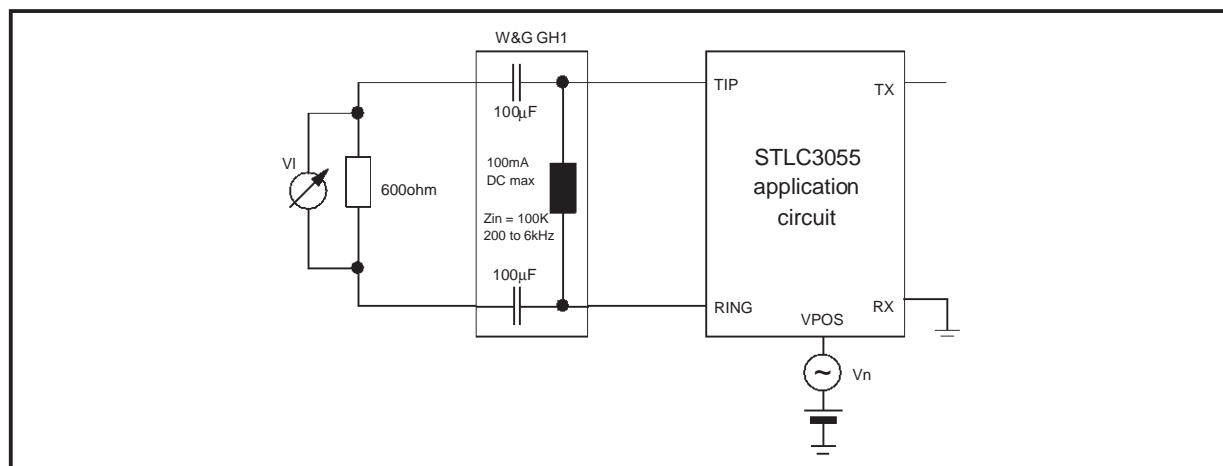 W&G GH1
TIP
TX
100μF
VI
600ohm
100mA
DC max
Zin = 100K
200 to 6kHz
STLC3055
application
circuit
100μF
RING
RX
VPOS
Vn
~